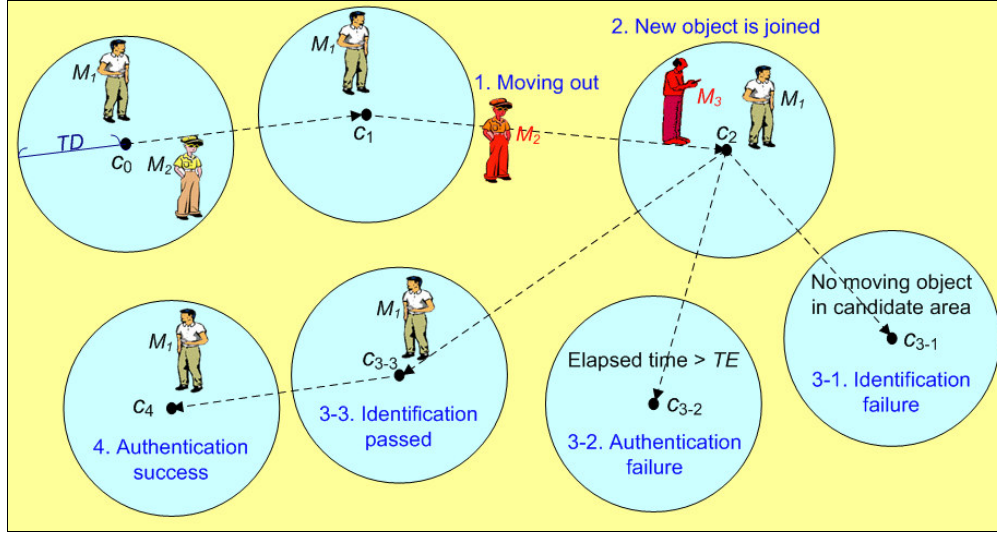 M1
TD
c0
M2
M1
c1
1. Moving out
M2
2. New object is joined
M3
M1
c2
No moving object
in candidate area
c3-1
3-1. Identification
failure
Elapsed time > TE
c3-2
3-2. Authentication
failure
M1
c3-3
3-3. Identification
passed
M1
c4
4. Authentication
success